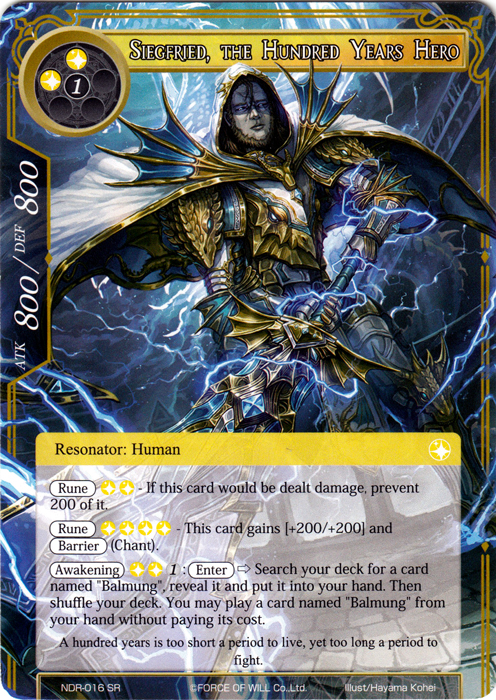 SIEGFRIED, THE HUNDRED YEARS HERO
1
ATK 800 / DEF 800
Resonator: Human
Rune - If this card would be dealt damage, prevent
200 of it.
Rune - This card gains [+200/+200] and
Barrier (Chant).
Awakening 1 : Enter ⇨ Search your deck for a card
named "Balmung", reveal it and put it into your hand. Then
shuffle your deck. You may play a card named "Balmung" from
your hand without paying its cost.
A hundred years is too short a period to live, yet too long a period to
fight.
NDR-016 SR ©FORCE OF WILL Co.,Ltd. Illust/Hayama Kohei